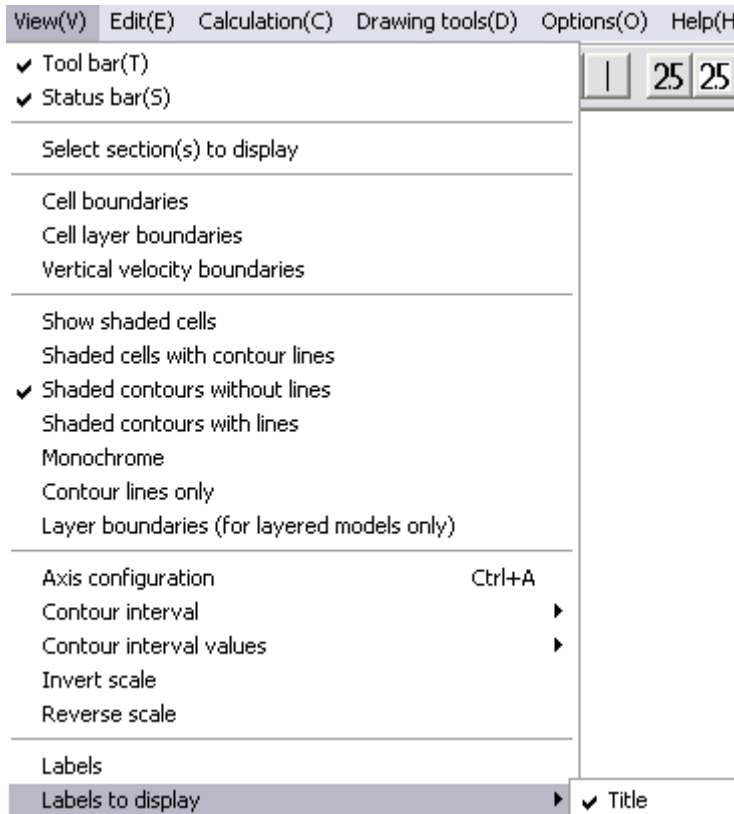 View(V) Edit(E) Calculation(C) Drawing tools(D) Options(O) Help(H
Tool bar(T)
Status bar(S)
25 25
Select section(s) to display
Cell boundaries
Cell layer boundaries
Vertical velocity boundaries
Show shaded cells
Shaded cells with contour lines
Shaded contours without lines
Shaded contours with lines
Monochrome
Contour lines only
Layer boundaries (for layered models only)
Axis configuration Ctrl+A
Contour interval
Contour interval values
Invert scale
Reverse scale
Labels
Labels to display Title